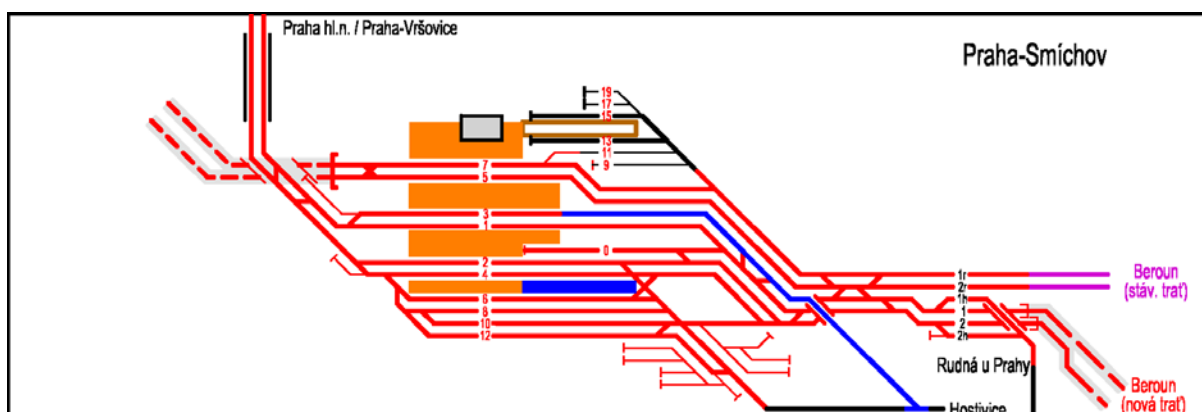 Praha hl.n. / Praha-Vršovice
Praha-Smíchov
19
17
15
13
11
9
7
5
3
1
0
2
4
6
8
10
12
1r
2r
1h
1
2
2h
Beroun
(stáv. trať)
Rudná u Prahy
Beroun
(nová trať)
Hostivice